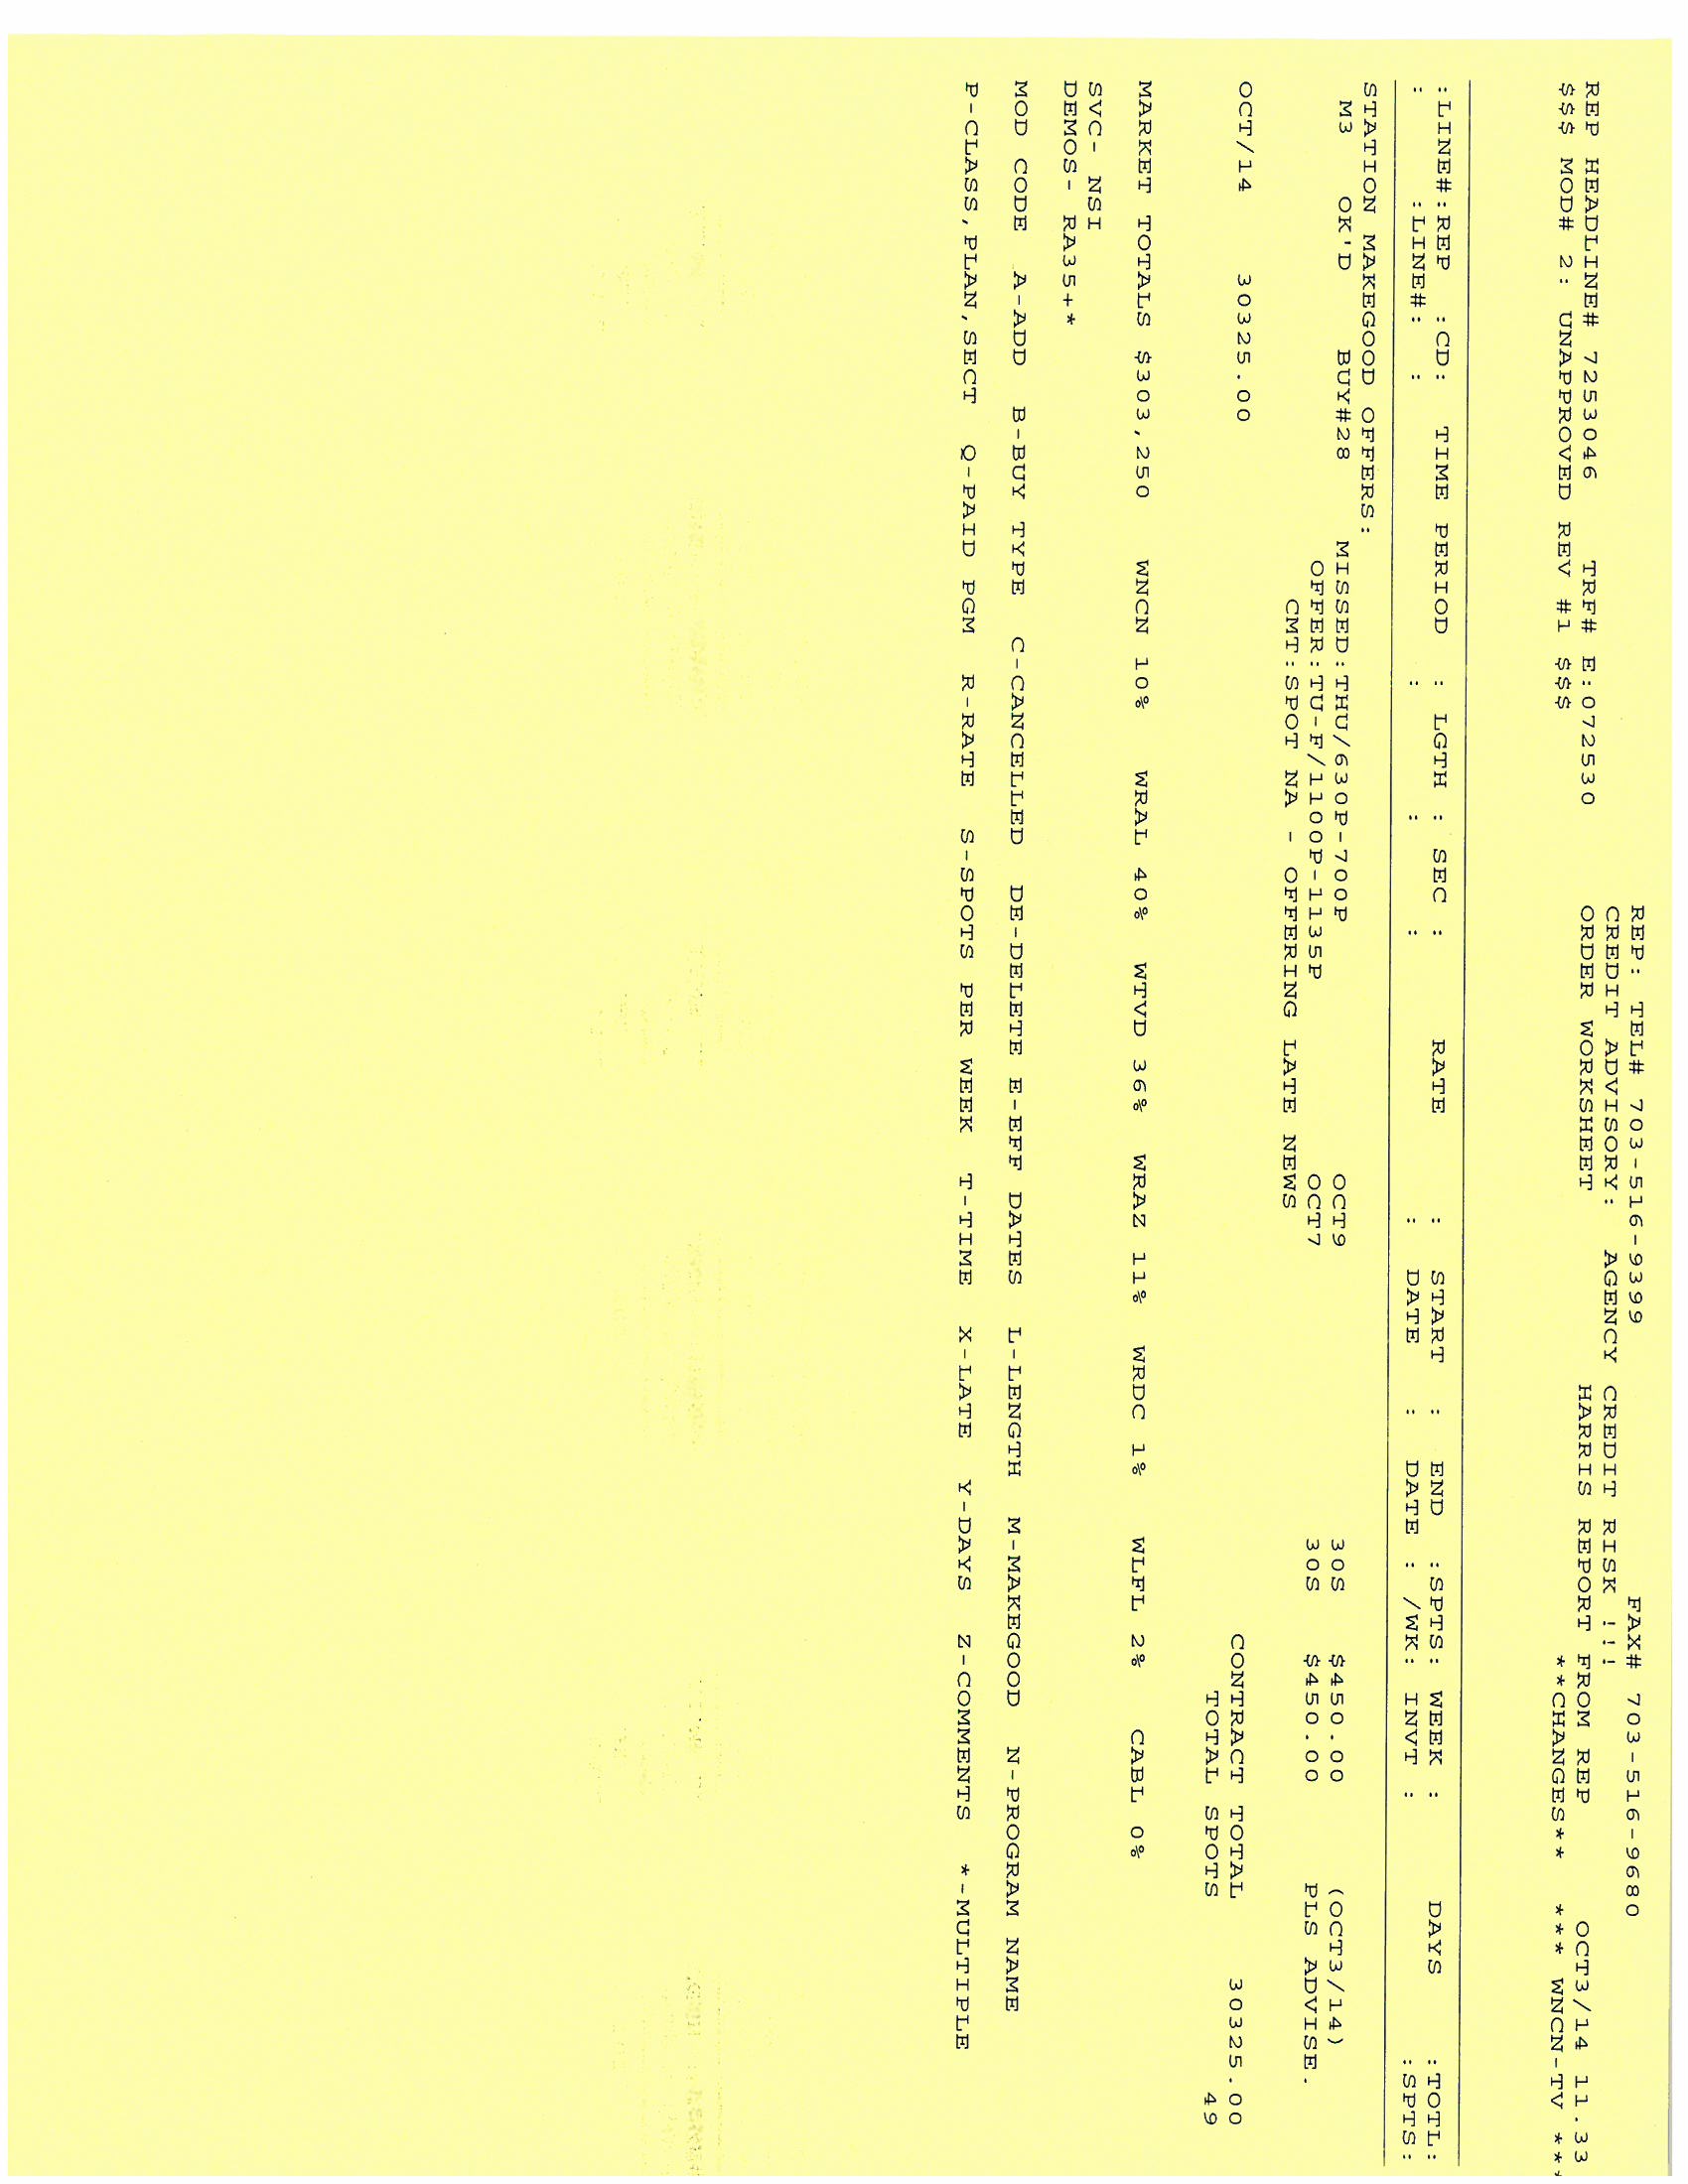 REP: TEL# 703-516-9399 FAX# 703-516-9680
CREDIT ADVISORY: AGENCY CREDIT RISK !!!
REP HEADLINE# 7253046 TRF# E:072530 ORDER WORKSHEET HARRIS REPORT FROM REP OCT3/14 11.33
$$$ MOD# 2: UNAPPROVED REV #1 $$$ **CHANGES** *** WNCN-TV ***
:LINE#:REP :CD: TIME PERIOD : LGTH : SEC : RATE : START : END :SPTS: WEEK : DAYS :TOTL:
: :LINE#: : : : : : DATE : DATE : /WK: INVT : :SPTS:
STATION MAKEGOOD OFFERS:
M3 OK'D BUY#28 MISSED:THU/630P-700P OCT9 30S $450.00 (OCT3/14)
OFFER:TU-F/1100P-1135P OCT7 30S $450.00 PLS ADVISE.
CMT:SPOT NA - OFFERING LATE NEWS
OCT/14 30325.00 CONTRACT TOTAL 30325.00
TOTAL SPOTS 49
MARKET TOTALS $303,250 WNCN 10% WRAL 40% WTVD 36% WRAZ 11% WRDC 1% WLFL 2% CABL 0%
SVC- NSI
DEMOS- RA35+*
MOD CODE A-ADD B-BUY TYPE C-CANCELLED DE-DELETE E-EFF DATES L-LENGTH M-MAKEGOOD N-PROGRAM NAME
P-CLASS,PLAN,SECT Q-PAID PGM R-RATE S-SPOTS PER WEEK T-TIME X-LATE Y-DAYS Z-COMMENTS *-MULTIPLE